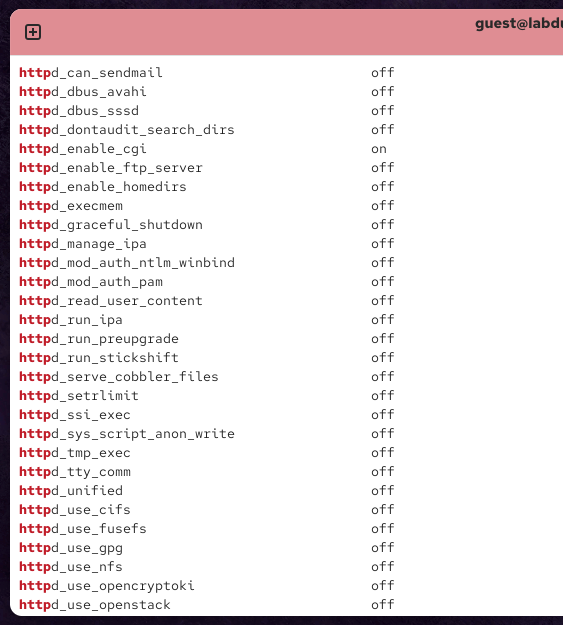 guest@labdu
httpd_can_sendmail off
httpd_dbus_avahi off
httpd_dbus_sssd off
httpd_dontaudit_search_dirs off
httpd_enable_cgi on
httpd_enable_ftp_server off
httpd_enable_homedirs off
httpd_execmem off
httpd_graceful_shutdown off
httpd_manage_ipa off
httpd_mod_auth_ntlm_winbind off
httpd_mod_auth_pam off
httpd_read_user_content off
httpd_run_ipa off
httpd_run_preupgrade off
httpd_run_stickshift off
httpd_serve_cobbler_files off
httpd_setrlimit off
httpd_ssi_exec off
httpd_sys_script_anon_write off
httpd_tmp_exec off
httpd_tty_comm off
httpd_unified off
httpd_use_cifs off
httpd_use_fusefs off
httpd_use_gpg off
httpd_use_nfs off
httpd_use_opencryptoki off
httpd_use_openstack off